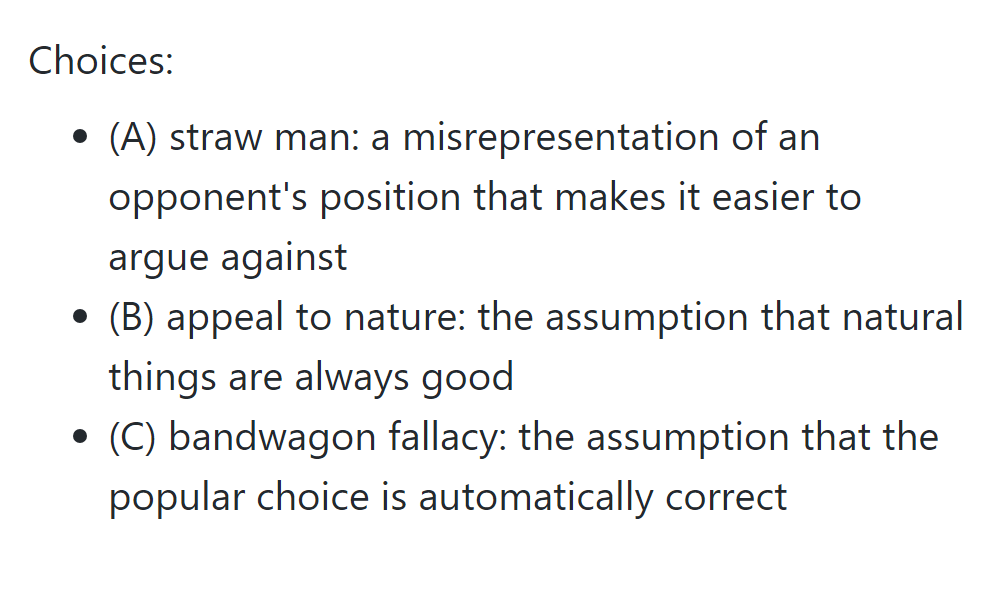 Choices:
• (A) straw man: a misrepresentation of an
opponent's position that makes it easier to
argue against
• (B) appeal to nature: the assumption that natural
things are always good
• (C) bandwagon fallacy: the assumption that the
popular choice is automatically correct